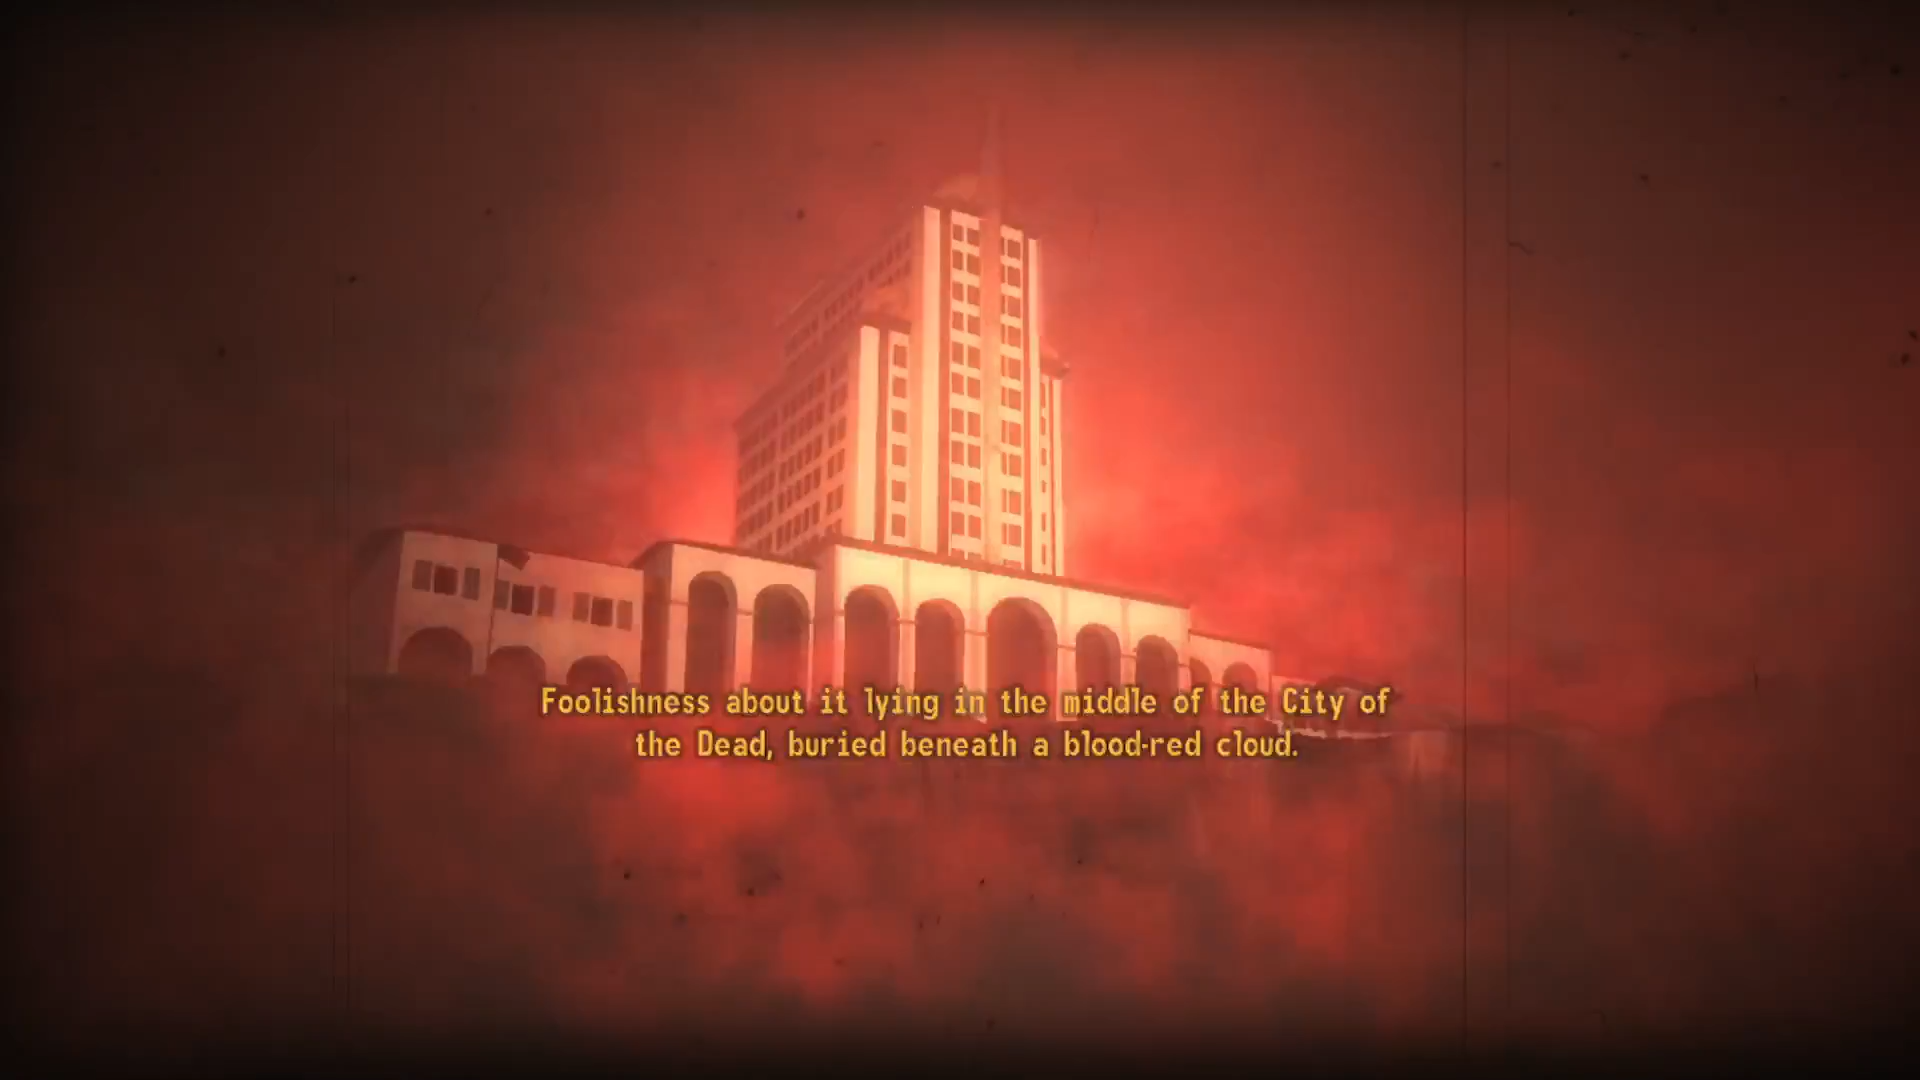 Foolishness about it lying in the middle of the City of
the Dead, buried beneath a blood-red cloud.